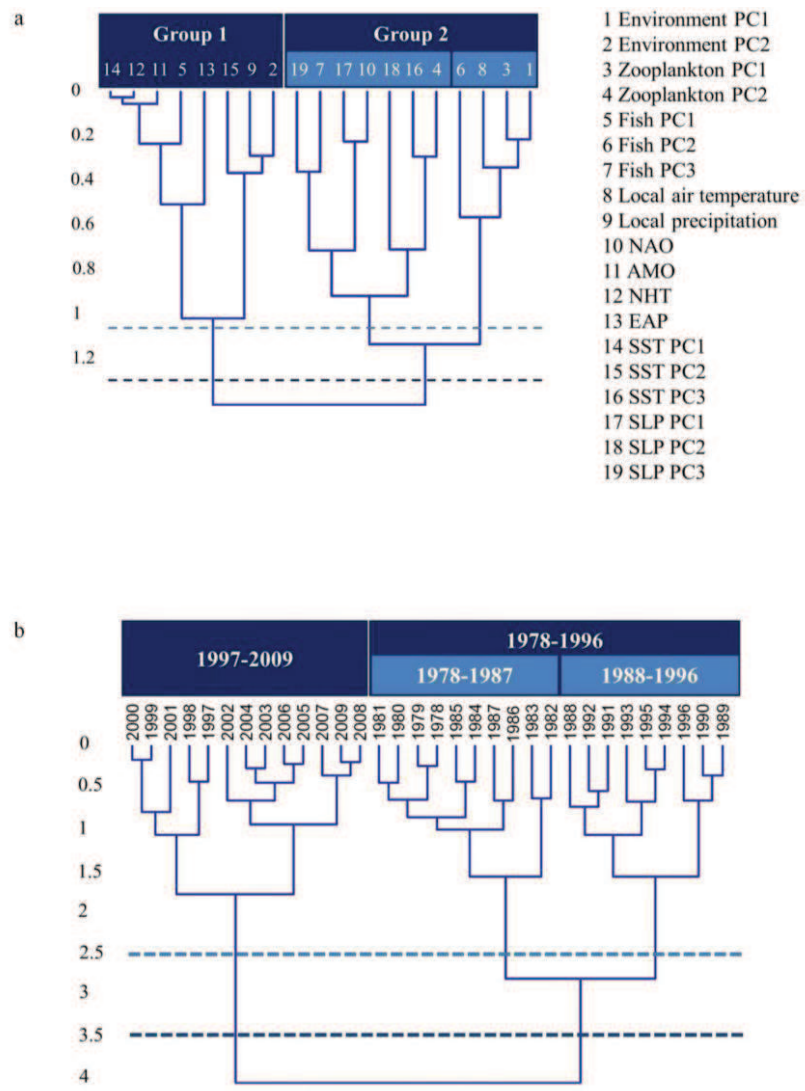 a
Group 1 Group 2
14 12 11 5 13 15 9 2 19 7 17 10 18 16 4 6 8 3 1
0
0.2
0.4
0.6
0.8
1
1.2
1 Environment PC1
2 Environment PC2
3 Zooplankton PC1
4 Zooplankton PC2
5 Fish PC1
6 Fish PC2
7 Fish PC3
8 Local air temperature
9 Local precipitation
10 NAO
11 AMO
12 NHT
13 EAP
14 SST PC1
15 SST PC2
16 SST PC3
17 SLP PC1
18 SLP PC2
19 SLP PC3
b
1978-1996
1997-2009
1978-1987 1988-1996
2000 1999 2001 1998 1997 2002 2004 2003 2006 2005 2007 2009 2008 1981 1980 1979 1978 1985 1984 1987 1986 1983 1982 1988 1992 1991 1993 1995 1994 1996 1990 1989
0
0.5
1
1.5
2
2.5
3
3.5
4